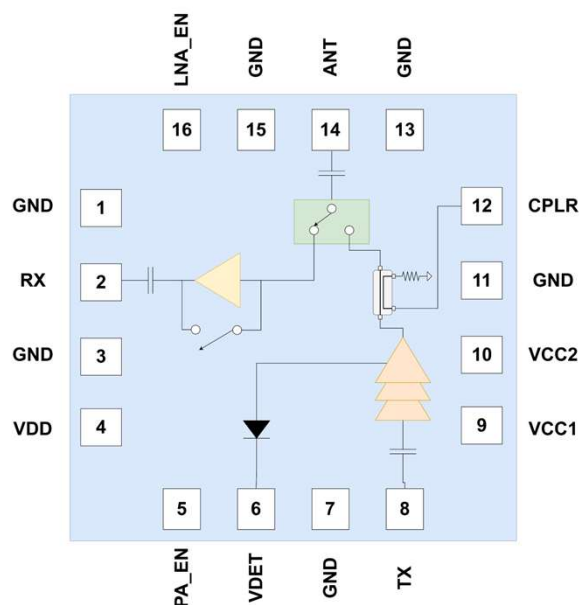 LNA_EN
GND
ANT
GND
16
15
14
13
GND
1
12
CPLR
RX
2
11
GND
GND
3
10
VCC2
VDD
4
9
VCC1
5
6
7
8
PA_EN
VDET
GND
TX